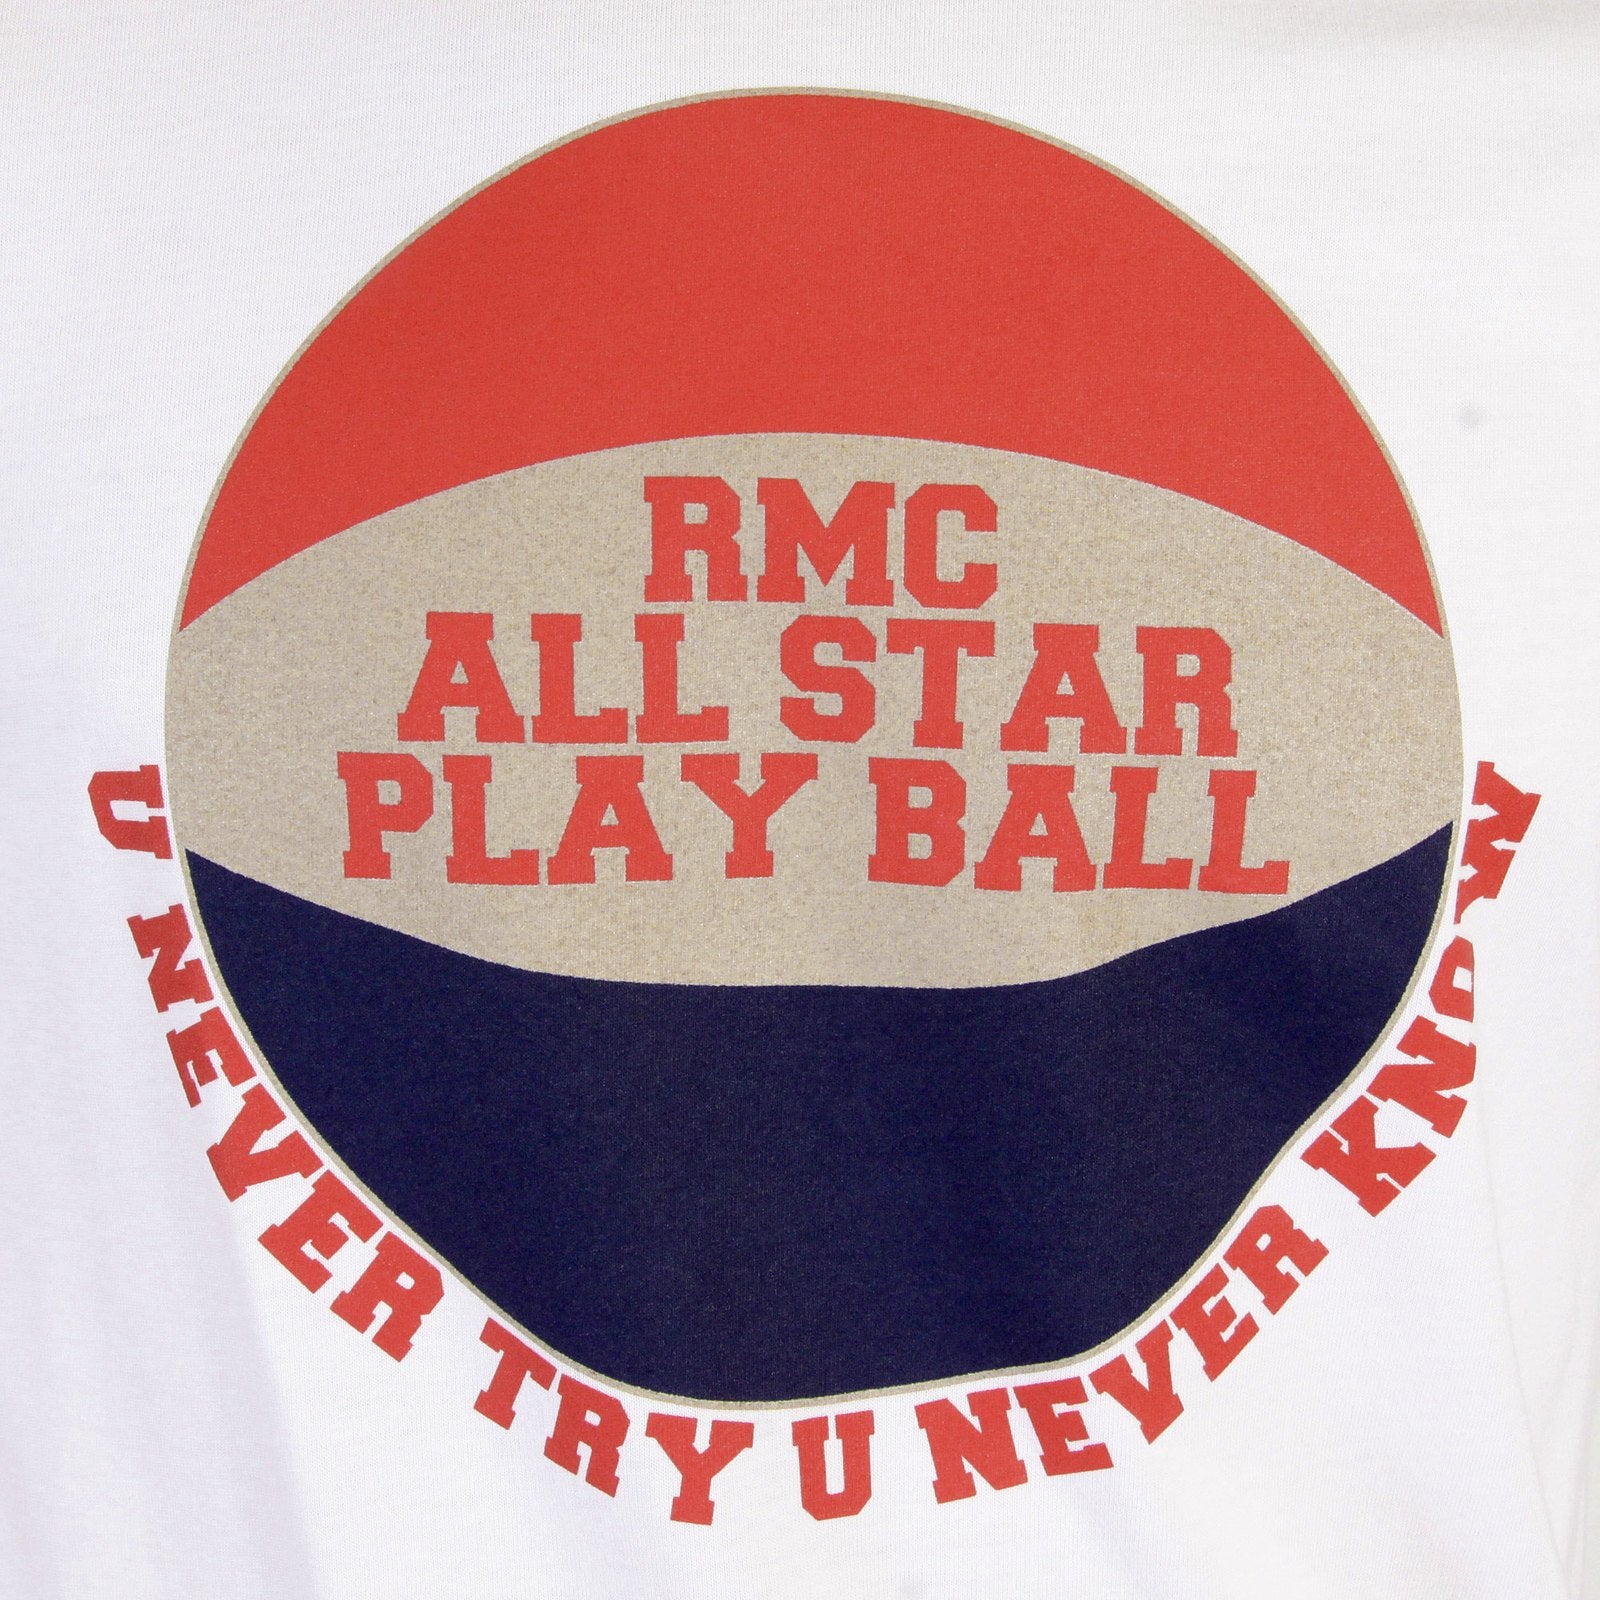 RMC
ALL STAR
PLAY BALL
U NEVER TRY U NEVER KNOW